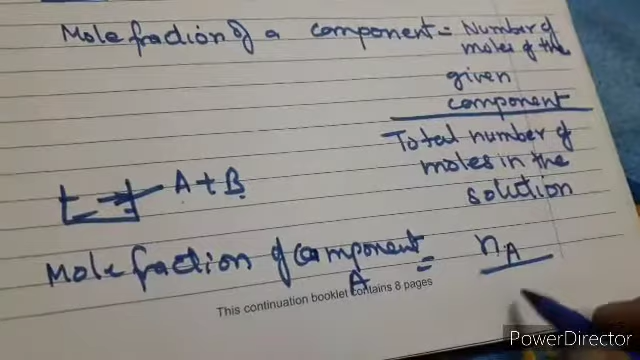 Mole fraction of a component = Number of
moles of the
given
component
Total number of
moles in the
solution
A + B
Mole fraction of component
A = nA
This continuation booklet contains 8 pages
PowerDirector